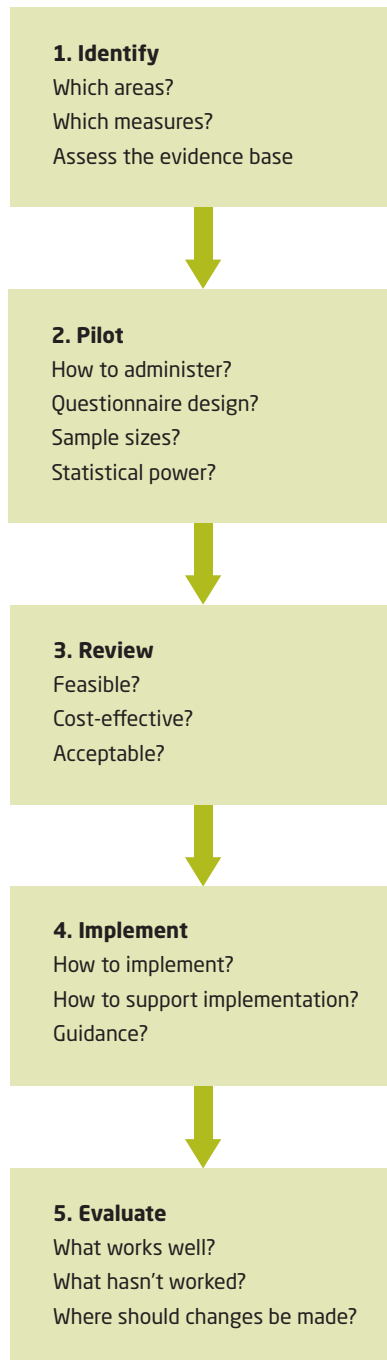 1. Identify
Which areas?
Which measures?
Assess the evidence base
2. Pilot
How to administer?
Questionnaire design?
Sample sizes?
Statistical power?
3. Review
Feasible?
Cost-effective?
Acceptable?
4. Implement
How to implement?
How to support implementation?
Guidance?
5. Evaluate
What works well?
What hasn't worked?
Where should changes be made?